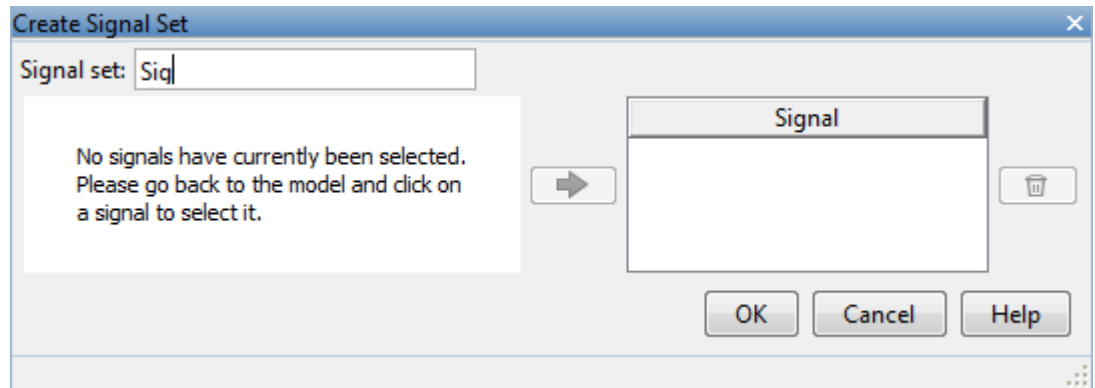 Create Signal Set
Signal set: Sig
No signals have currently been selected.
Please go back to the model and click on
a signal to select it.
Signal
OK Cancel Help